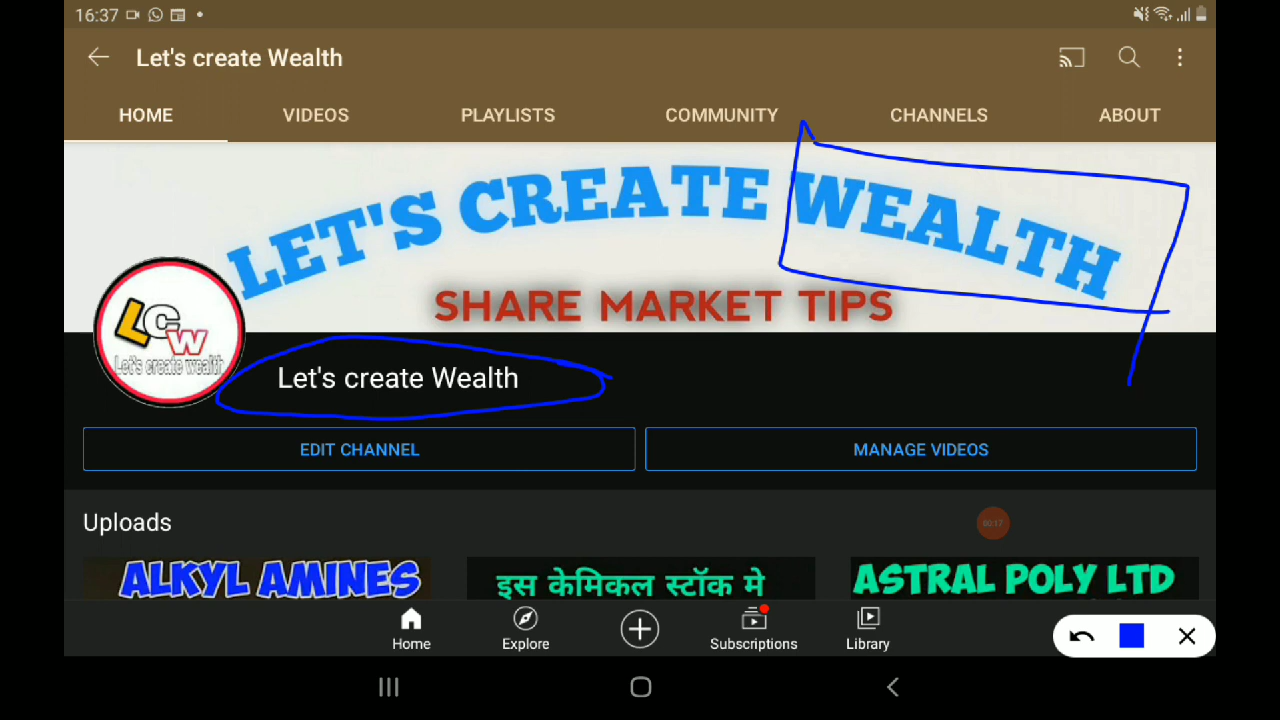 16:37
Let's create Wealth
HOME VIDEOS PLAYLISTS COMMUNITY CHANNELS ABOUT
LET'S CREATE WEALTH
SHARE MARKET TIPS
LCW
Let's create wealth
Let's create Wealth
EDIT CHANNEL MANAGE VIDEOS
Uploads
00:17
ALKYL AMINES इस केमिकल स्टॉक मे ASTRAL POLY LTD
Home Explore Subscriptions Library